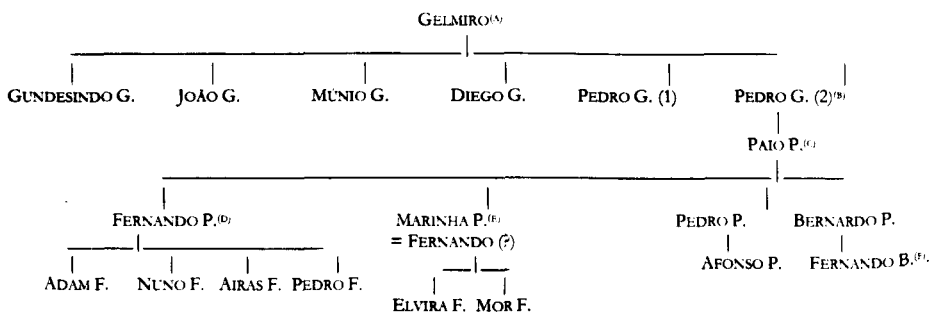 GELMIRO(A)
GUNDESINDO G. JOÃO G. MÚNIO G. DIEGO G. PEDRO G. (1) PEDRO G. (2)(B)
PAIO P.(C)
FERNANDO P.(D) MARINHA P.(E) PEDRO P. BERNARDO P.
= FERNANDO (?)
ADAM F. NUNO F. AIRAS F. PEDRO F. AFONSO P. FERNANDO B.(F).
ELVIRA F. MOR F.